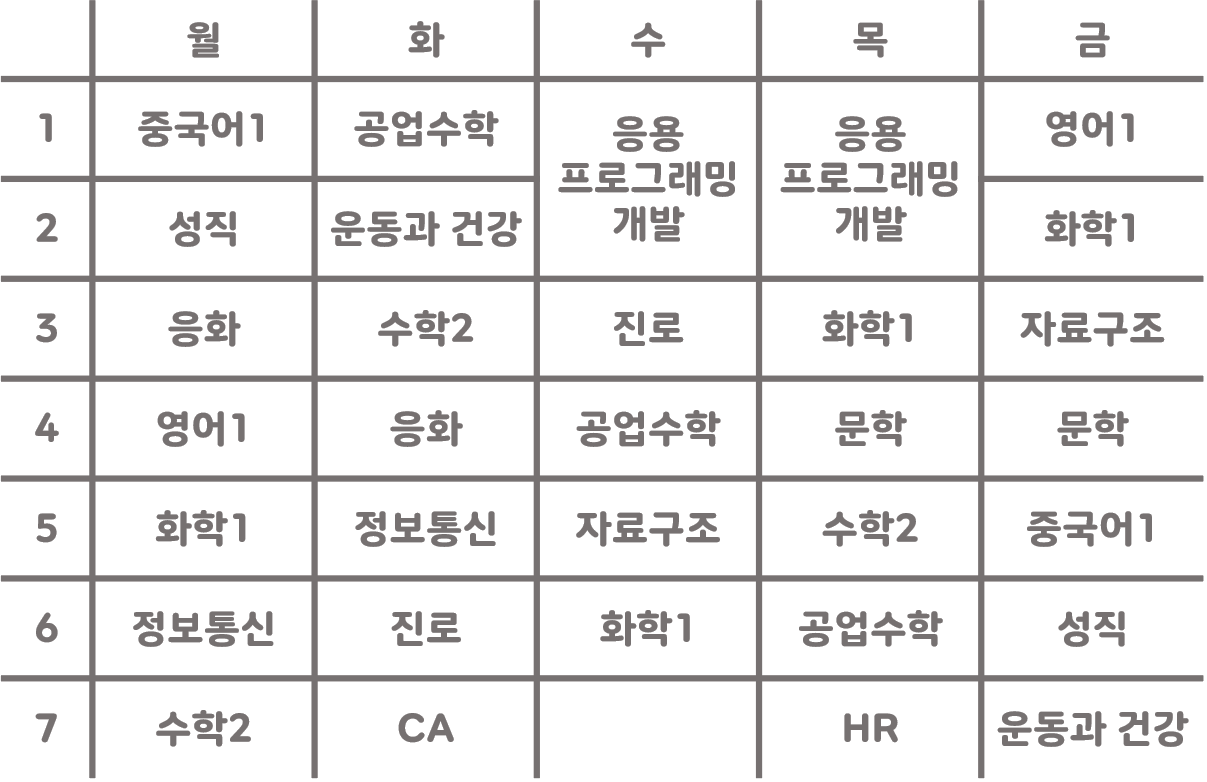 월 화 수 목 금
1 중국어1 공업수학 응용 프로그래밍 개발 응용 프로그래밍 개발 영어1
2 성직 운동과 건강 화학1
3 응화 수학2 진로 화학1 자료구조
4 영어1 응화 공업수학 문학 문학
5 화학1 정보통신 자료구조 수학2 중국어1
6 정보통신 진로 화학1 공업수학 성직
7 수학2 CA HR 운동과 건강